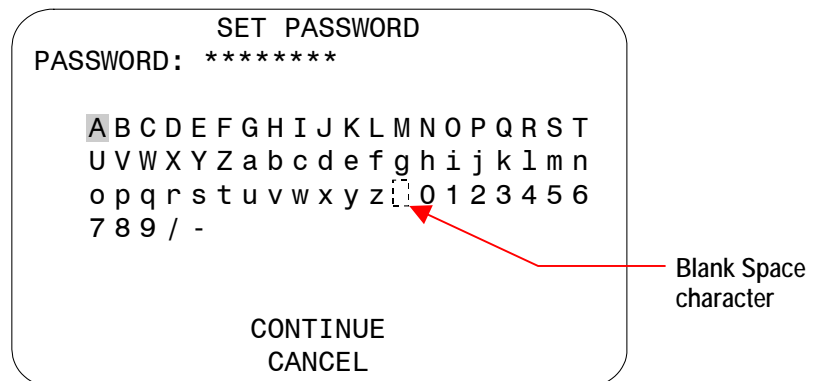 SET PASSWORD
PASSWORD: ********
A B C D E F G H I J K L M N O P Q R S T
U V W X Y Z a b c d e f g h i j k l m n
o p q r s t u v w x y z 0 1 2 3 4 5 6
7 8 9 / -
Blank Space
character
CONTINUE
CANCEL